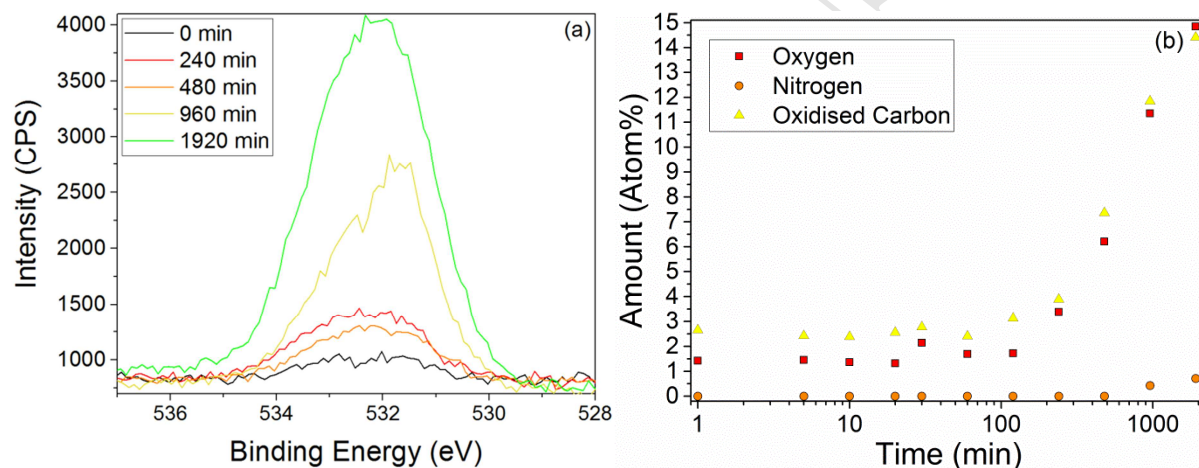 (a)
4000
3500
3000
2500
2000
1500
1000
Intensity (CPS)
0 min
240 min
480 min
960 min
1920 min
536
534
532
530
528
Binding Energy (eV)
(b)
15
14
13
12
11
10
9
8
7
6
5
4
3
2
1
0
Amount (Atom%)
Oxygen
Nitrogen
Oxidised Carbon
1
10
100
1000
Time (min)